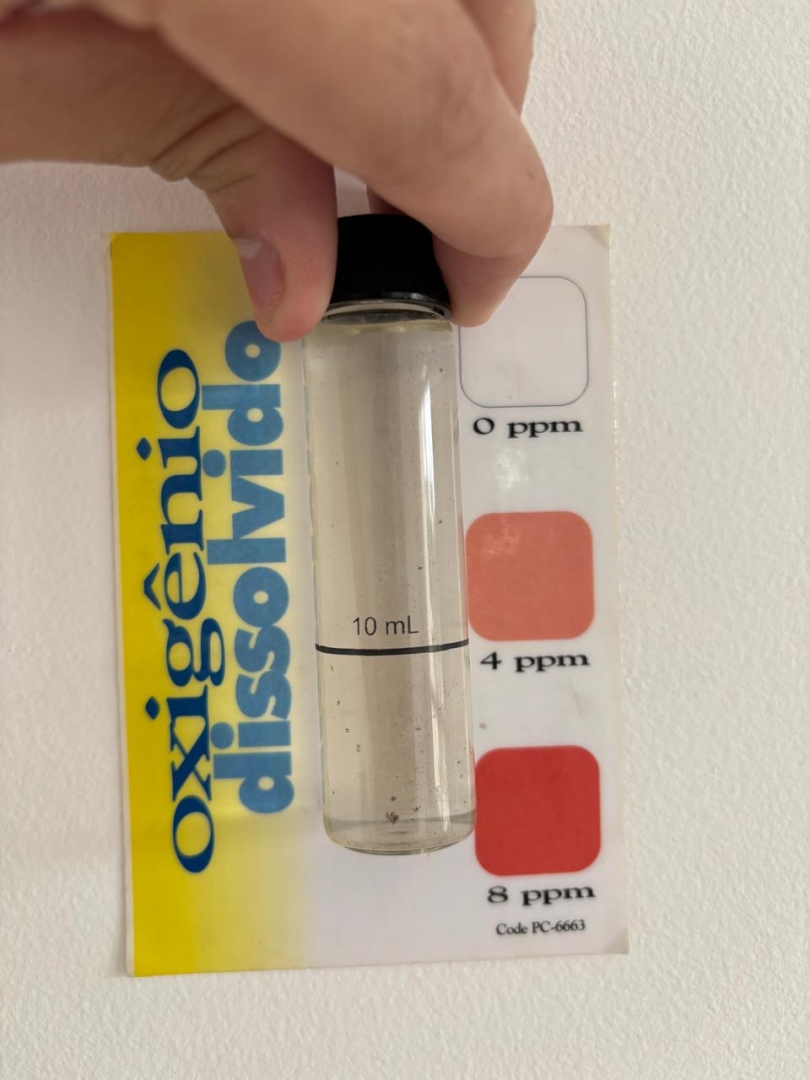 oxigênio
dissolvido
0 ppm
10 mL
4 ppm
8 ppm
Code PC-6663